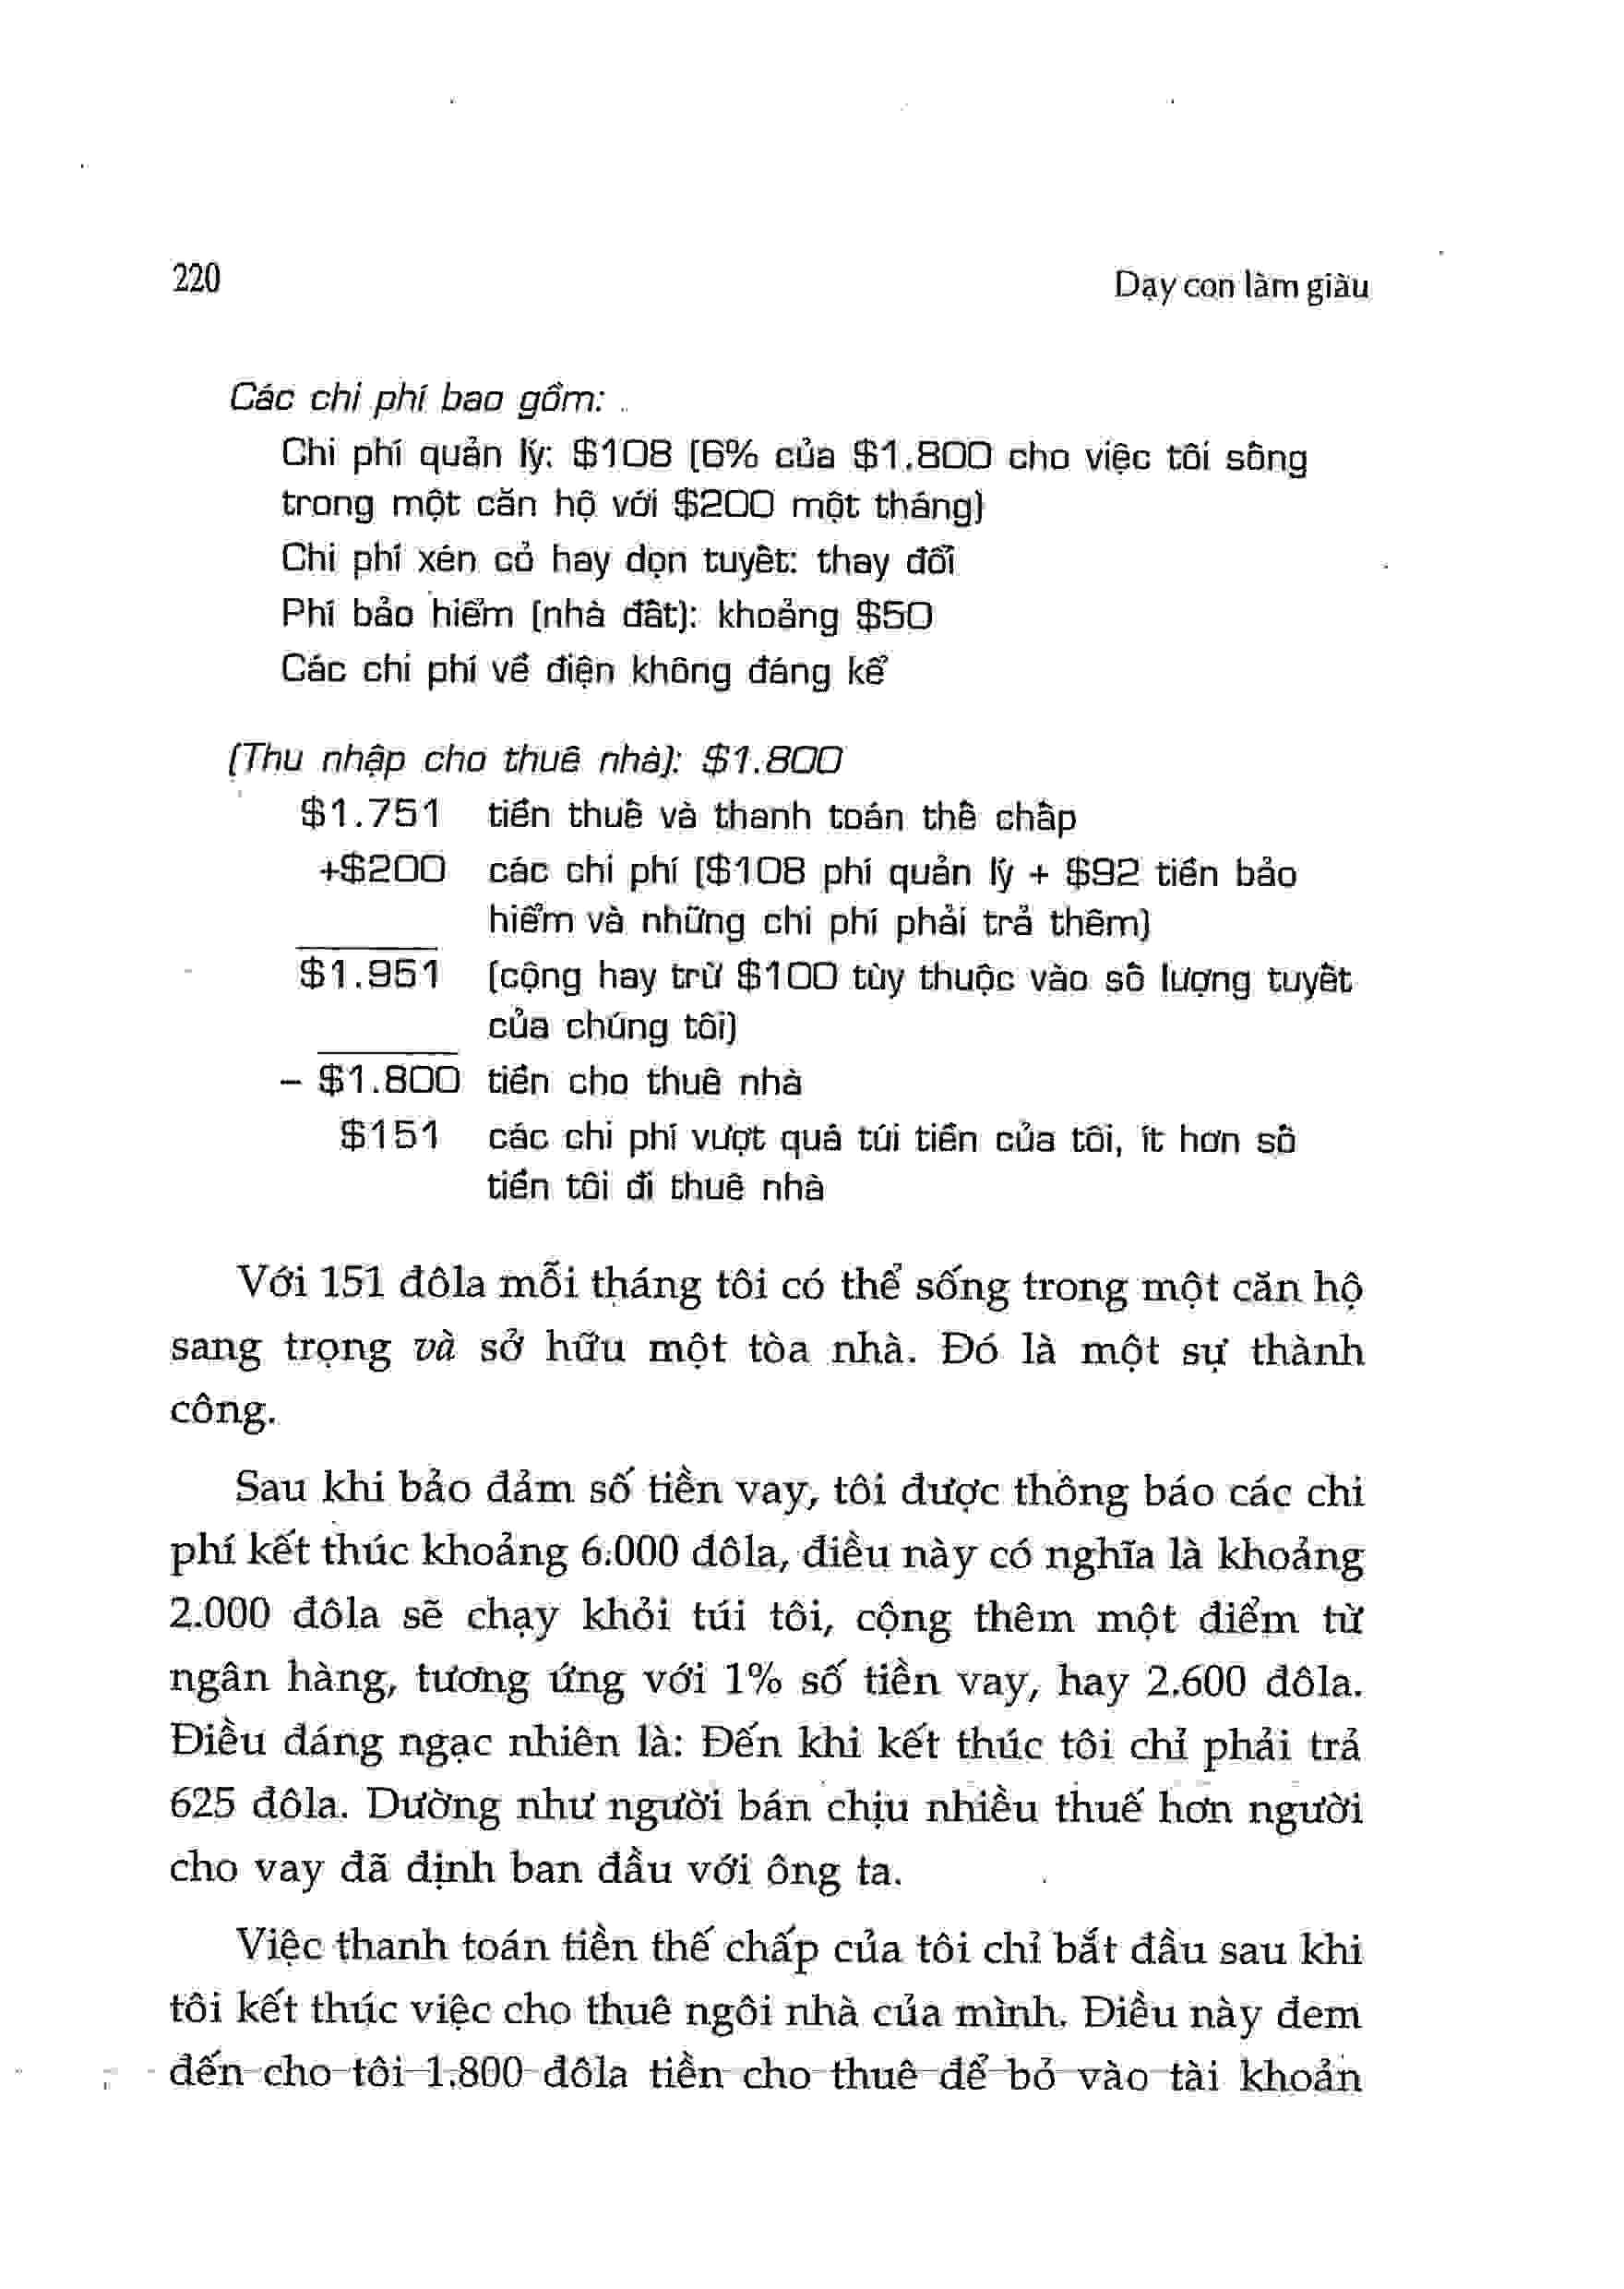 220
Dạy con làm giàu
Các chi phí bao gồm:
Chi phí quản lý: $108 (6% của $1.800 cho việc tôi sống
trong một căn hộ với $200 một tháng)
Chi phí xén cỏ hay dọn tuyết: thay đổi
Phí bảo hiểm (nhà đất): khoảng $50
Các chi phí về điện không đáng kể
(Thu nhập cho thuê nhà): $1.800
$1.751 tiền thuê và thanh toán thế chấp
+$200 các chi phí ($108 phí quản lý + $92 tiền bảo
hiểm và những chi phí phải trả thêm)
$1.951 (cộng hay trừ $100 tùy thuộc vào số lượng tuyết
của chúng tôi)
– $1.800 tiền cho thuê nhà
$151 các chi phí vượt quá túi tiền của tôi, ít hơn số
tiền tôi đi thuê nhà
Với 151 đôla mỗi tháng tôi có thể sống trong một căn hộ
sang trọng và sở hữu một tòa nhà. Đó là một sự thành
công.
Sau khi bảo đảm số tiền vay, tôi được thông báo các chi
phí kết thúc khoảng 6.000 đôla, điều này có nghĩa là khoảng
2.000 đôla sẽ chạy khỏi túi tôi, cộng thêm một điểm từ
ngân hàng, tương ứng với 1% số tiền vay, hay 2.600 đôla.
Điều đáng ngạc nhiên là: Đến khi kết thúc tôi chỉ phải trả
625 đôla. Dường như người bán chịu nhiều thuế hơn người
cho vay đã định ban đầu với ông ta.
Việc thanh toán tiền thế chấp của tôi chỉ bắt đầu sau khi
tôi kết thúc việc cho thuê ngôi nhà của mình. Điều này đem
đến cho tôi 1.800 đôla tiền cho thuê để bỏ vào tài khoản